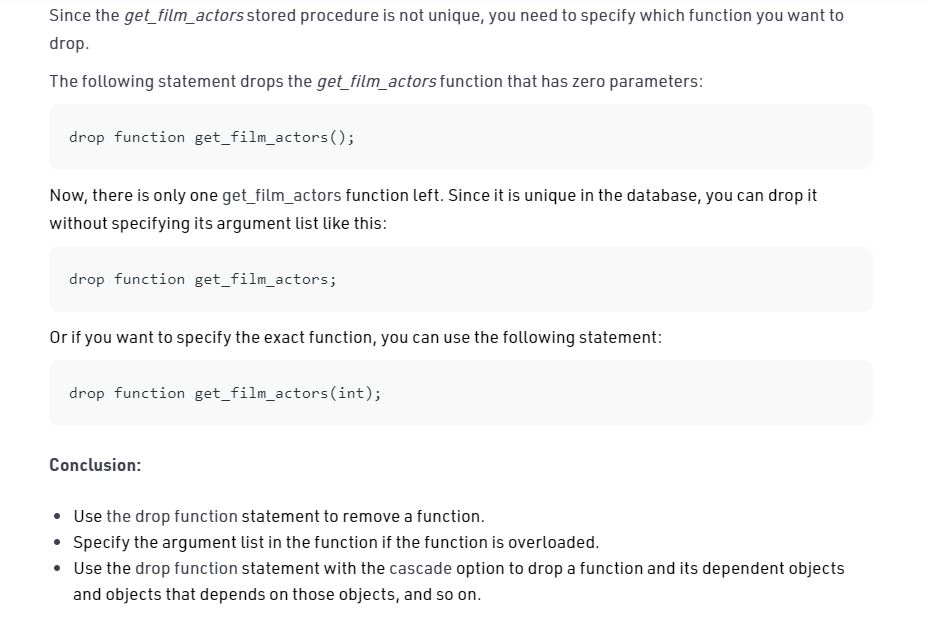 Since the get_film_actors stored procedure is not unique, you need to specify which function you want to
drop.
The following statement drops the get_film_actors function that has zero parameters:
drop function get_film_actors();
Now, there is only one get_film_actors function left. Since it is unique in the database, you can drop it
without specifying its argument list like this:
drop function get_film_actors;
Or if you want to specify the exact function, you can use the following statement:
drop function get_film_actors(int);
Conclusion:
• Use the drop function statement to remove a function.
• Specify the argument list in the function if the function is overloaded.
• Use the drop function statement with the cascade option to drop a function and its dependent objects
and objects that depends on those objects, and so on.